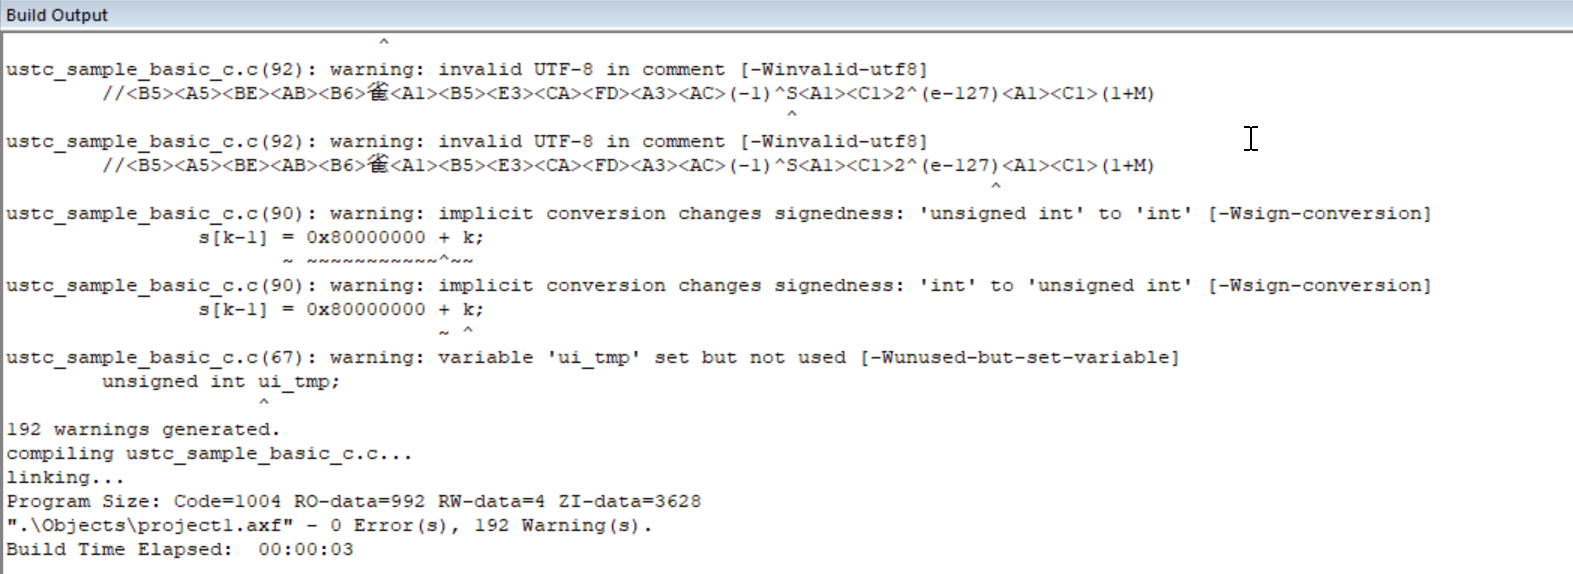 Build Output
^
ustc_sample_basic_c.c(92): warning: invalid UTF-8 in comment [-Winvalid-utf8]
//<B5><A5><BE><AB><B6>雀<A1><B5><E3><CA><FD><A3><AC>(-1)^S<A1><C1>2^(e-127)<A1><C1>(1+M)
^
ustc_sample_basic_c.c(92): warning: invalid UTF-8 in comment [-Winvalid-utf8]
//<B5><A5><BE><AB><B6>雀<A1><B5><E3><CA><FD><A3><AC>(-1)^S<A1><C1>2^(e-127)<A1><C1>(1+M)
^
ustc_sample_basic_c.c(90): warning: implicit conversion changes signedness: 'unsigned int' to 'int' [-Wsign-conversion]
s[k-1] = 0x80000000 + k;
~ ~~~~~~~~~~~^~~
ustc_sample_basic_c.c(90): warning: implicit conversion changes signedness: 'int' to 'unsigned int' [-Wsign-conversion]
s[k-1] = 0x80000000 + k;
~ ^
ustc_sample_basic_c.c(67): warning: variable 'ui_tmp' set but not used [-Wunused-but-set-variable]
unsigned int ui_tmp;
^
192 warnings generated.
compiling ustc_sample_basic_c.c...
linking...
Program Size: Code=1004 RO-data=992 RW-data=4 ZI-data=3628
".\Objects\project1.axf" - 0 Error(s), 192 Warning(s).
Build Time Elapsed:  00:00:03